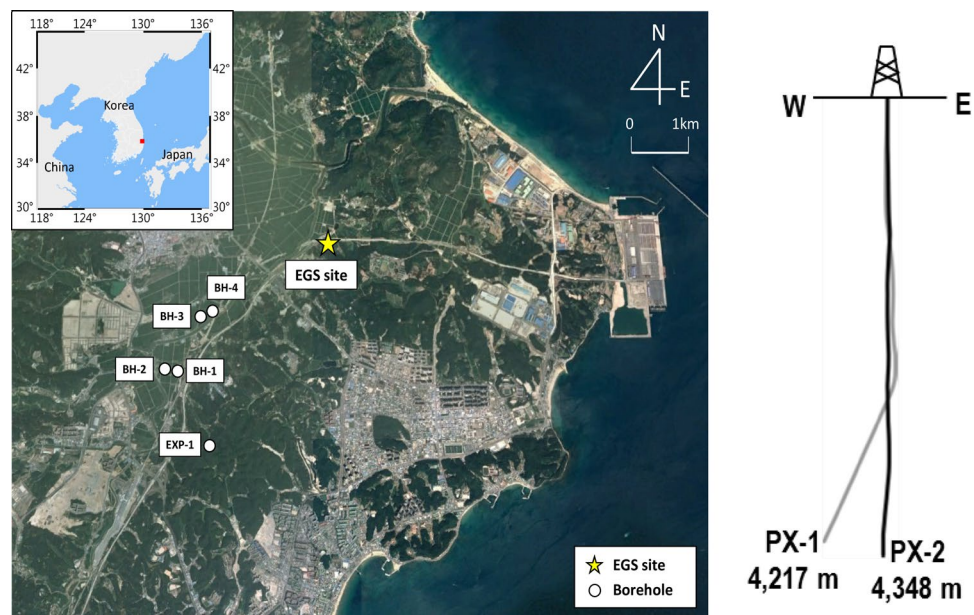 118° 124° 130° 136°
42° 42°
Korea
38° 38°
34° Japan 34°
China
30° 30°
118° 124° 130° 136°
N
E
0 1km
EGS site
BH-4
BH-3
BH-2
BH-1
EXP-1
EGS site
Borehole
W E
PX-1 PX-2
4,217 m 4,348 m